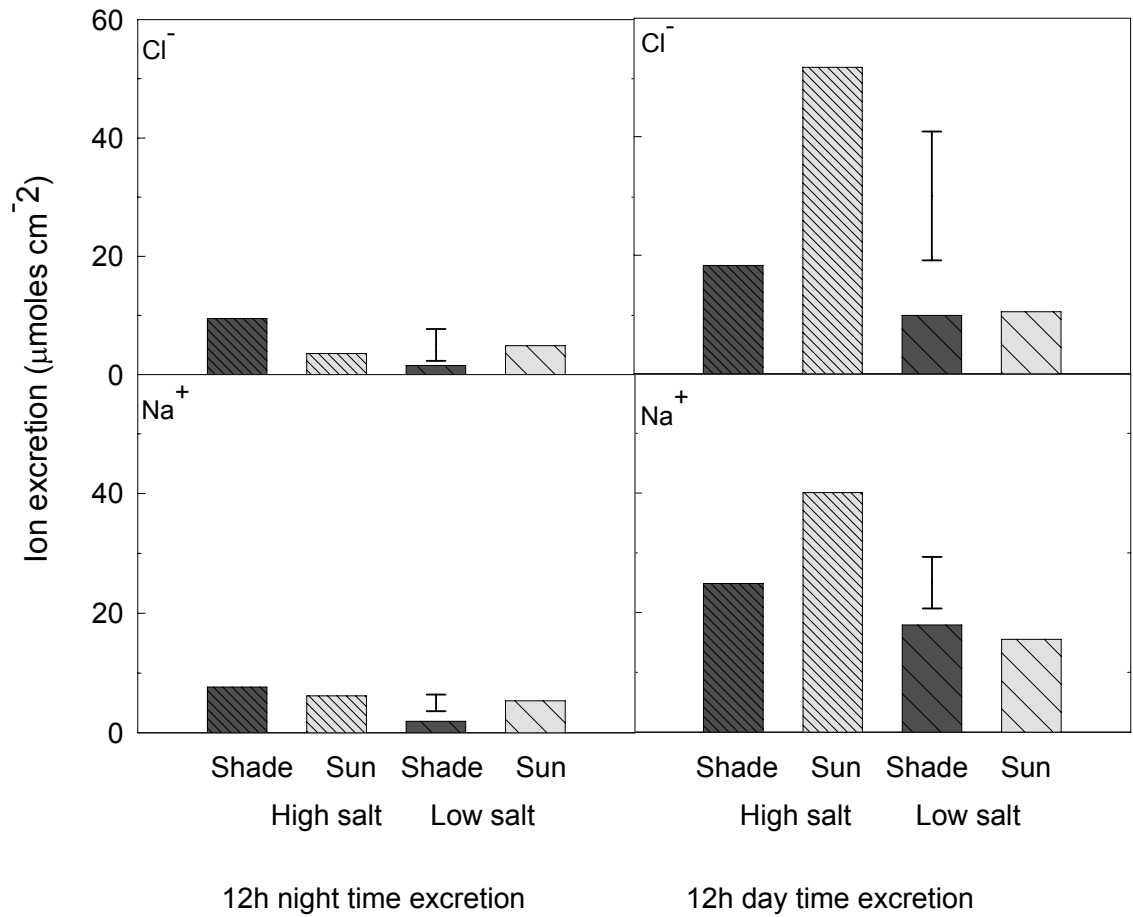 Ion excretion (µmoles cm⁻2)
60
40
20
0
40
20
0
Cl⁻
Cl⁻
Na⁺
Na⁺
Shade Sun Shade Sun
Shade Sun Shade Sun
High salt Low salt
High salt Low salt
12h night time excretion
12h day time excretion